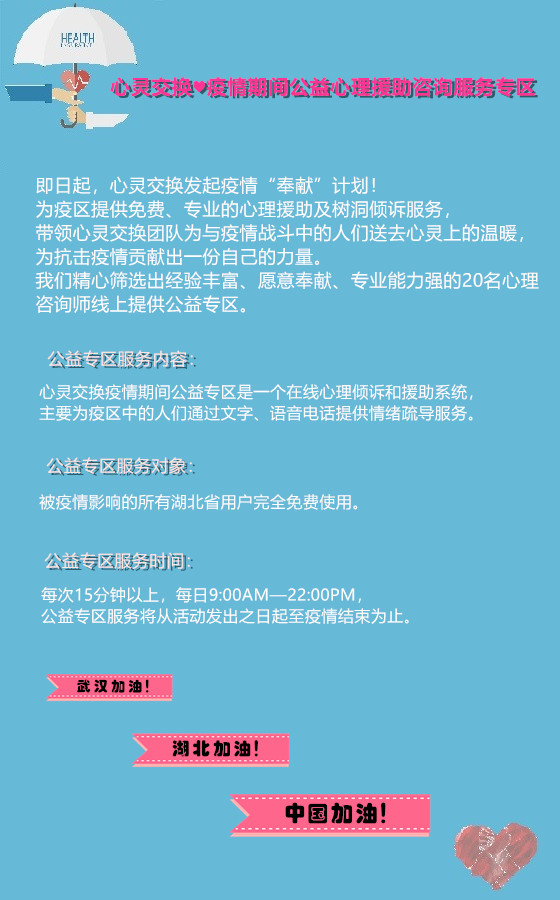 HEALTH
心灵交换♥疫情期间公益心理援助咨询服务专区
即日起，心灵交换发起疫情“奉献”计划！
为疫区提供免费、专业的心理援助及树洞倾诉服务，
带领心灵交换团队为与疫情战斗中的人们送去心灵上的温暖，
为抗击疫情贡献出一份自己的力量。
我们精心筛选出经验丰富、愿意奉献、专业能力强的20名心理
咨询师线上提供公益专区。
公益专区服务内容：
心灵交换疫情期间公益专区是一个在线心理倾诉和援助系统，
主要为疫区中的人们通过文字、语音电话提供情绪疏导服务。
公益专区服务对象：
被疫情影响的所有湖北省用户完全免费使用。
公益专区服务时间：
每次15分钟以上，每日9:00AM—22:00PM，
公益专区服务将从活动发出之日起至疫情结束为止。
武汉加油！
湖北加油！
中国加油！